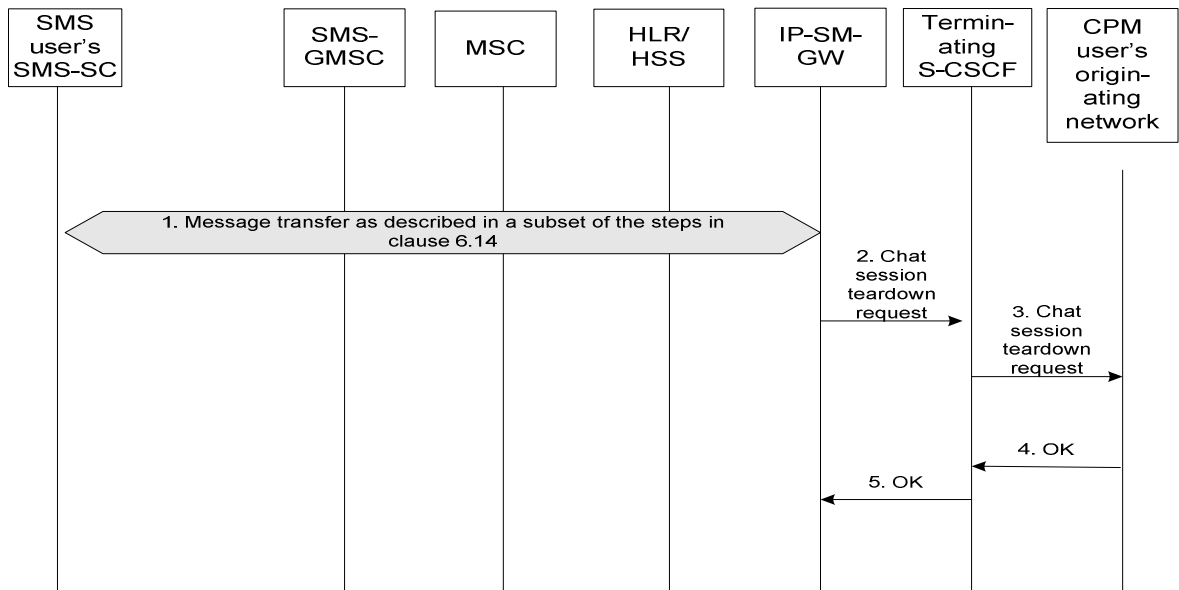 SMS
user's
SMS-SC
SMS-
GMSC
MSC
HLR/
HSS
IP-SM-
GW
Termin-
ating
S-CSCF
CPM
user's
origin-
ating
network
1. Message transfer as described in a subset of the steps in
clause 6.14
2. Chat
session
teardown
request
3. Chat
session
teardown
request
4. OK
5. OK